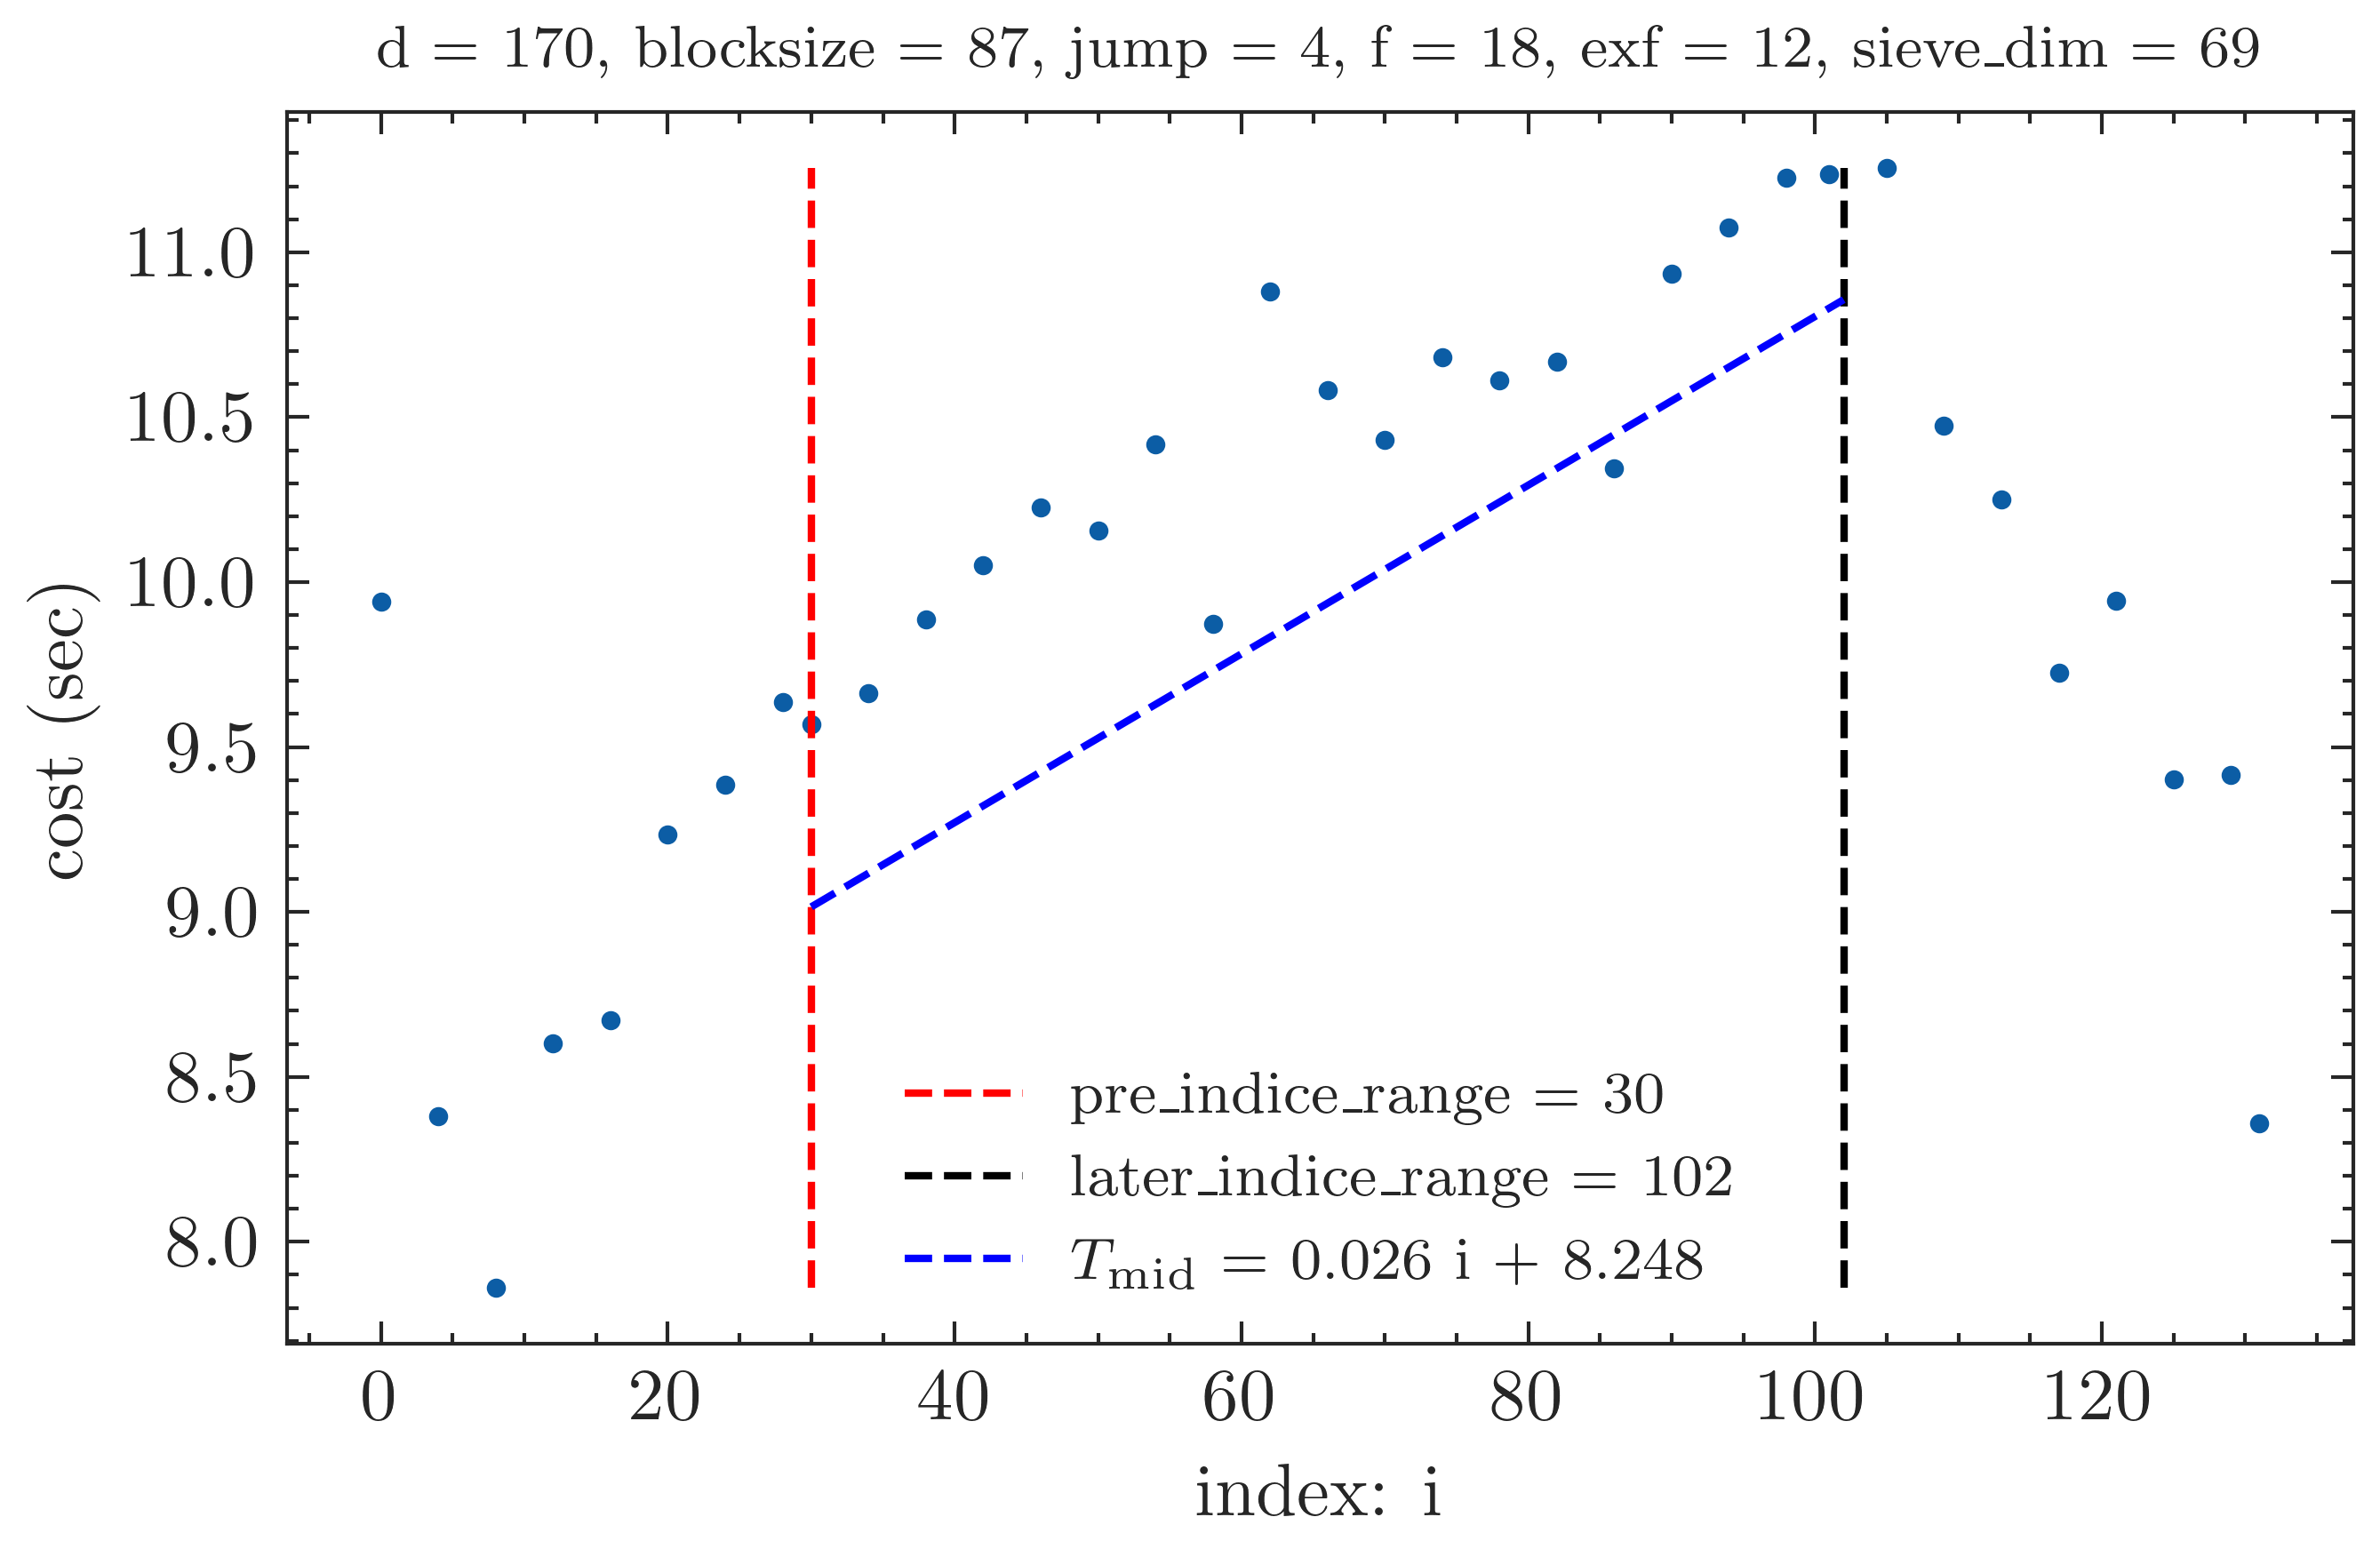 d = 170, blocksize = 87, jump = 4, f = 18, exf = 12, sieve_dim = 69
cost (sec)
11.0
10.5
10.0
9.5
9.0
8.5
8.0
pre_indice_range = 30
later_indice_range = 102
T_mid = 0.026 i + 8.248
0 20 40 60 80 100 120
index: i